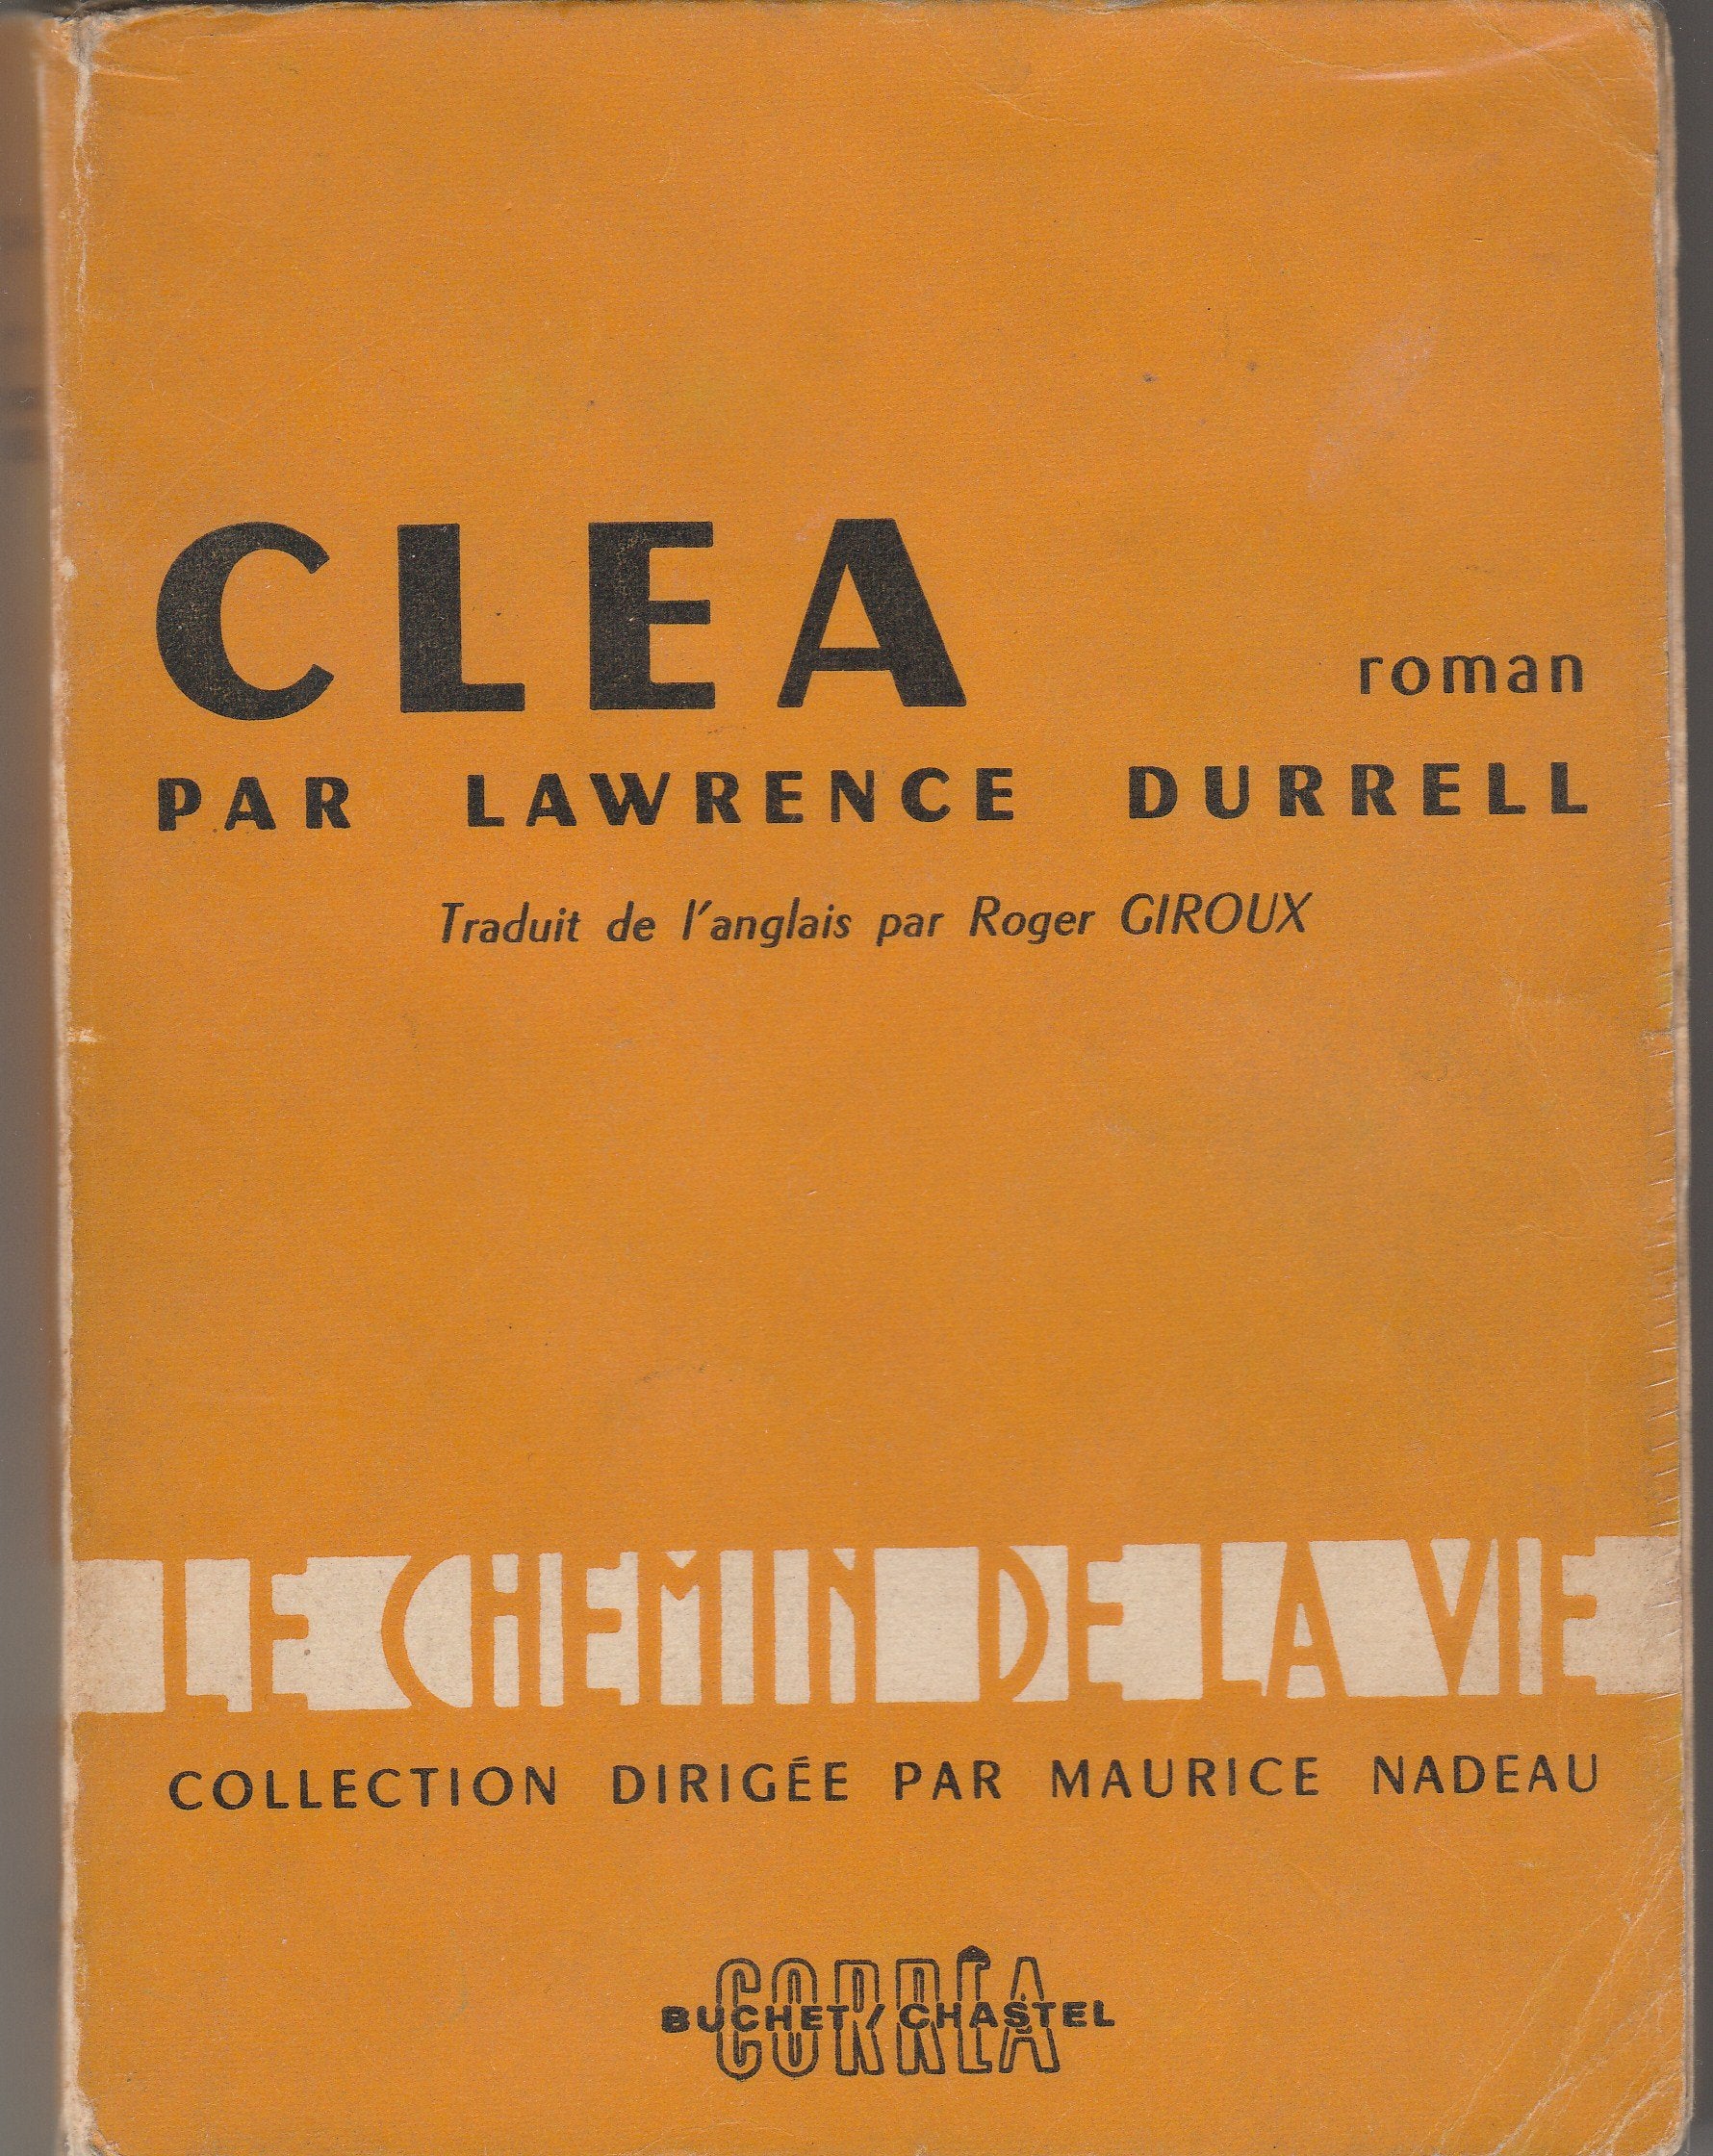 CLEA
roman
PAR LAWRENCE DURRELL
Traduit de l'anglais par Roger GIROUX
LE CHEMIN DE LA VIE
COLLECTION DIRIGÉE PAR MAURICE NADEAU
CORRÊA
BUCHET/CHASTEL